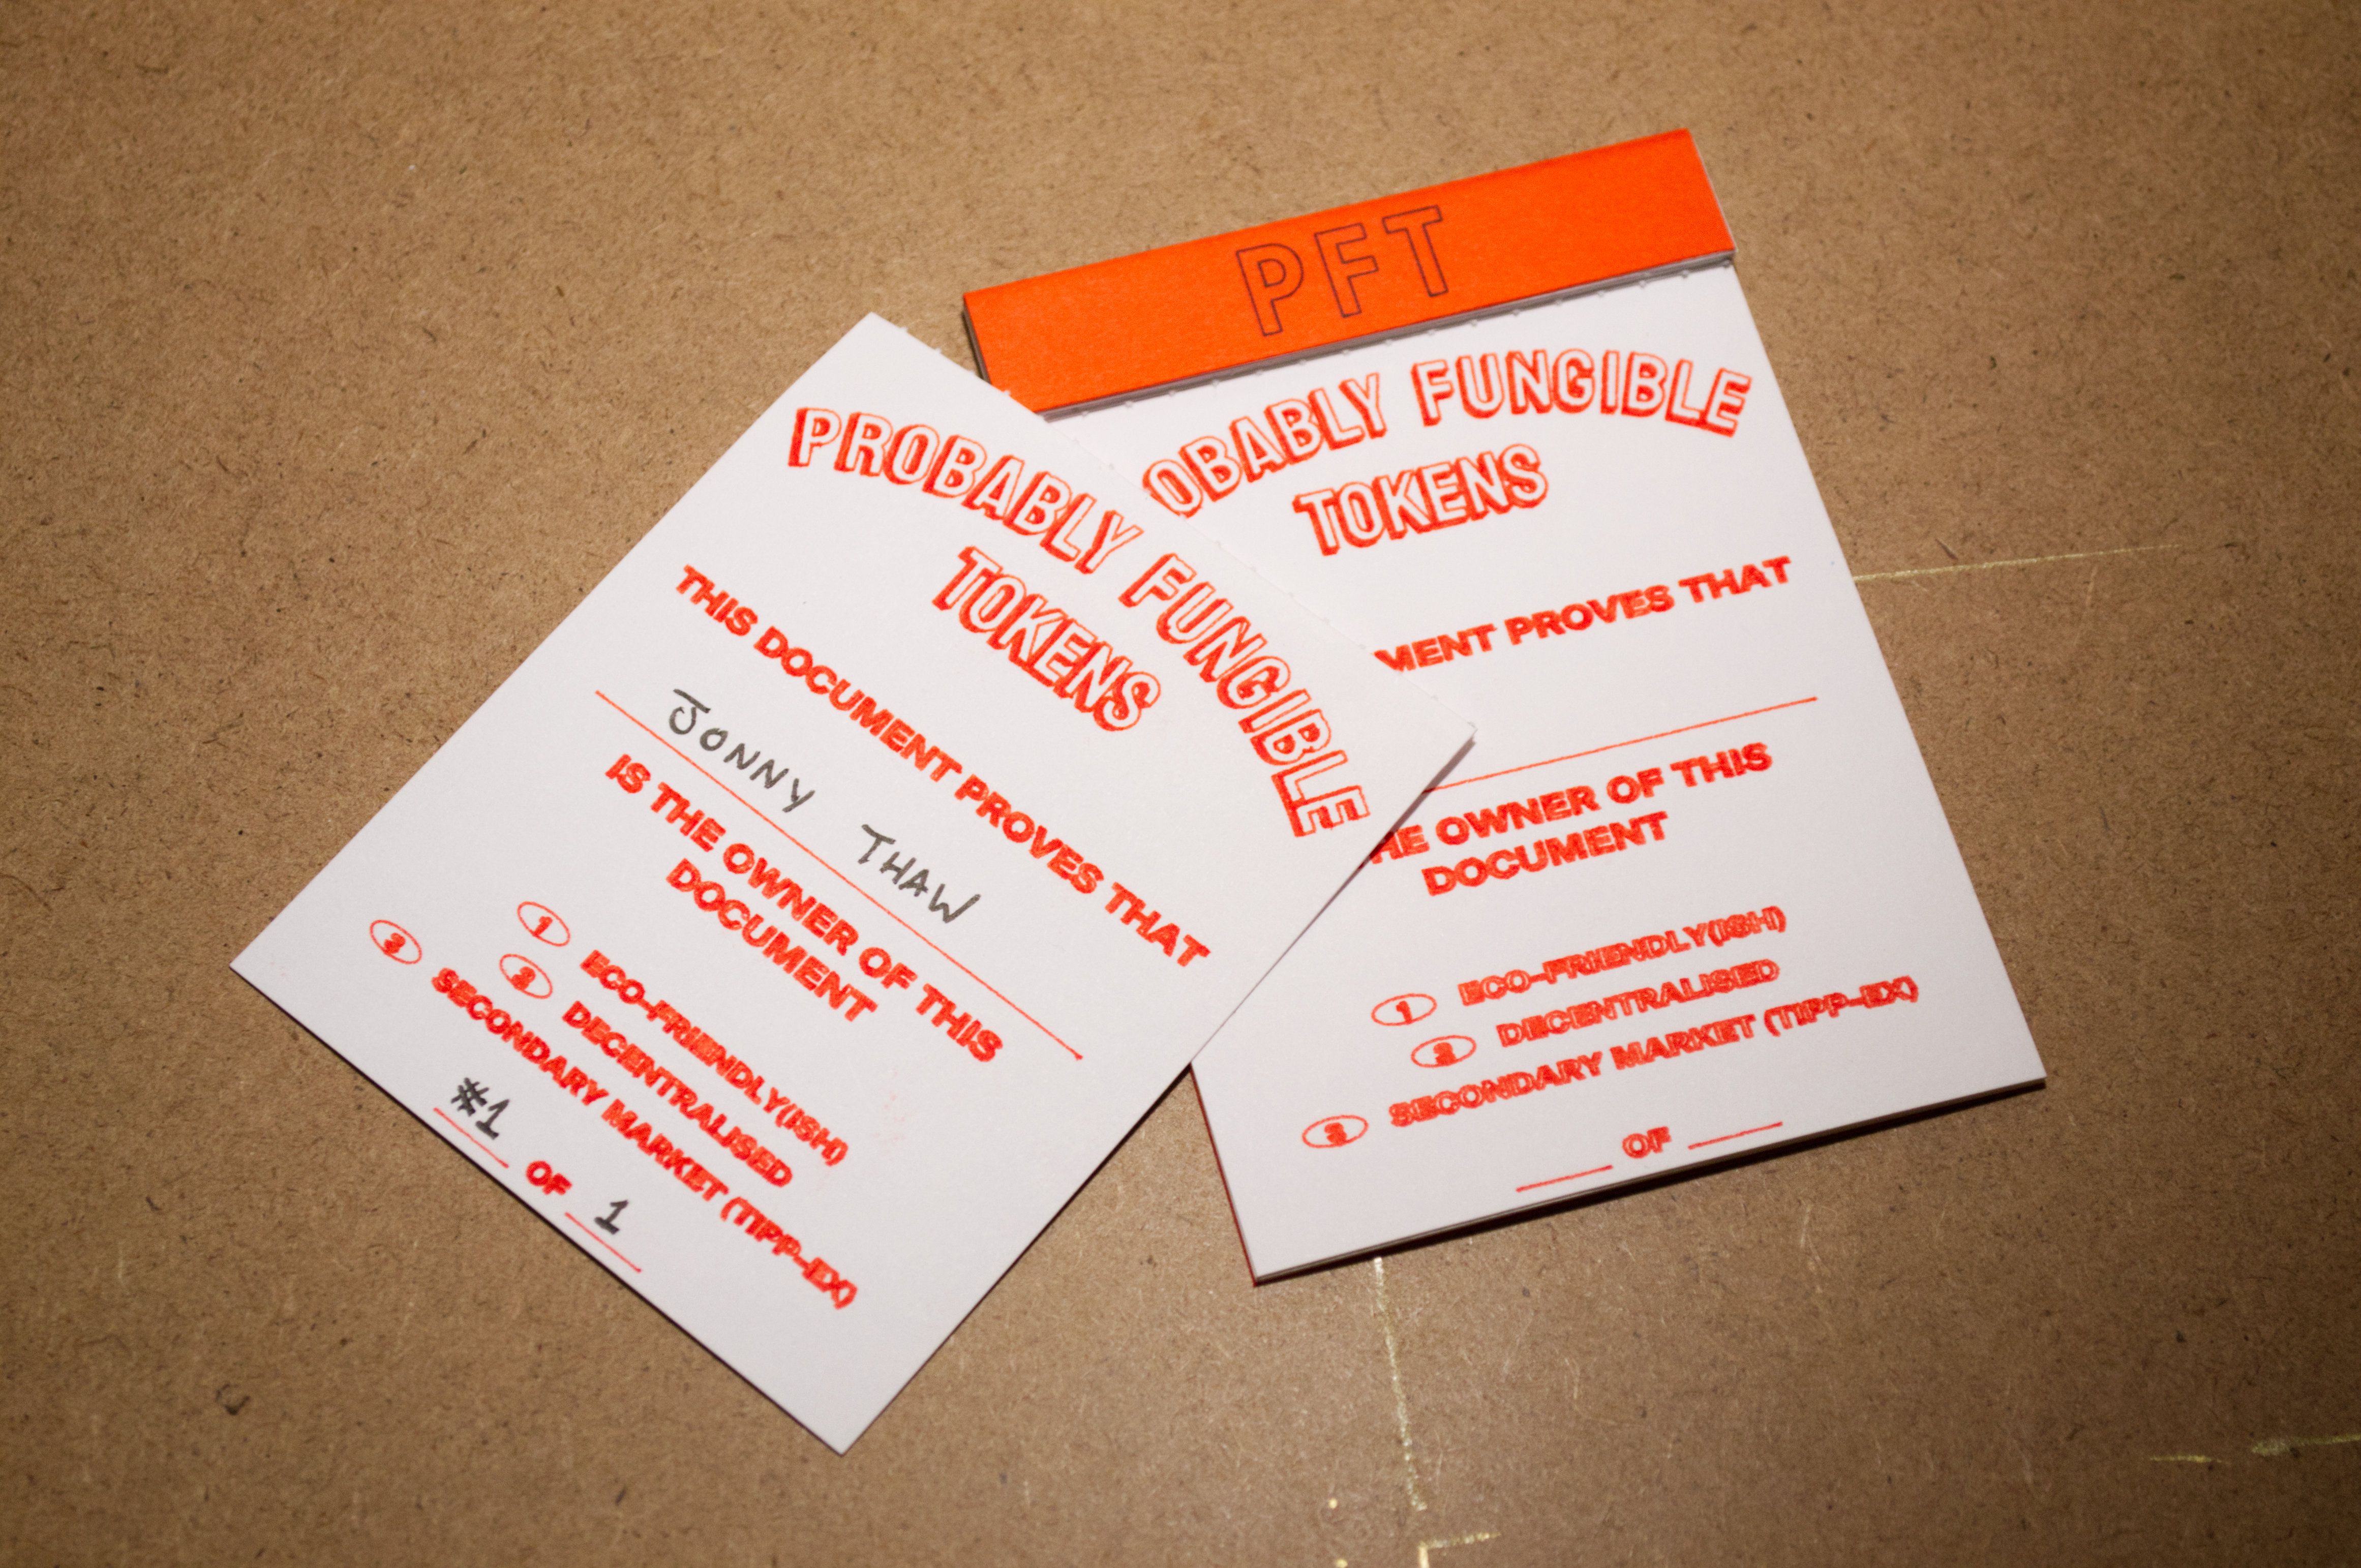 PROBABLY FUNGIBLE
TOKENS
THIS DOCUMENT PROVES THAT
JONNY THAW
IS THE OWNER OF THIS
DOCUMENT
1 ECO-FRIENDLY(ISH)
2 DECENTRALISED
3 SECONDARY MARKET (TIPP-EX)
#1 OF 1
PFT
OBABLY FUNGIBLE
TOKENS
MENT PROVES THAT
HE OWNER OF THIS
DOCUMENT
1 ECO-FRIENDLY(ISH)
2 DECENTRALISED
3 SECONDARY MARKET (TIPP-EX)
OF